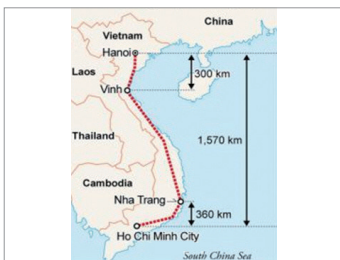 China
Vietnam
Hanoi
Laos
300 km
Vinh
Thailand
1,570 km
Cambodia
Nha Trang
360 km
Ho Chi Minh City
South China Sea